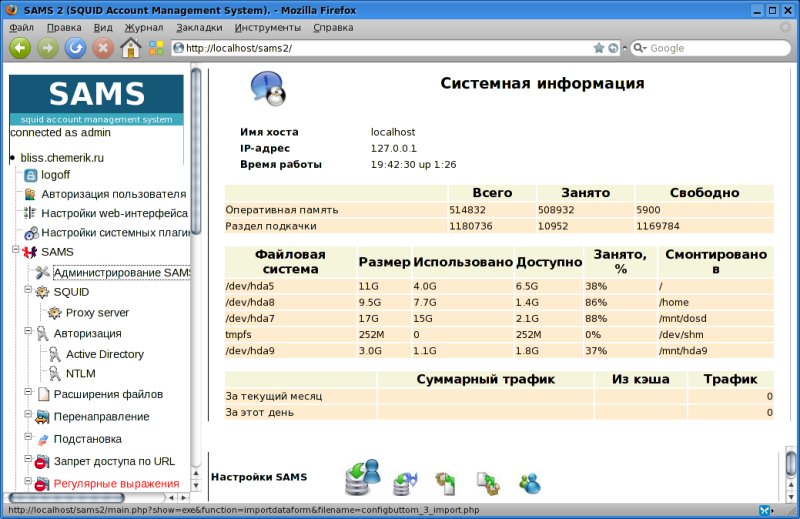 SAMS 2 (SQUID Account Management System). - Mozilla Firefox
Файл Правка Вид Журнал Закладки Инструменты Справка
http://localhost/sams2/
Google
SAMS
squid account management system
connected as admin
bliss.chemerik.ru
logoff
Авторизация пользователя
Настройки web-интерфейса
Настройки системных плагин
SAMS
Администрирование SAMS
SQUID
Proxy server
Авторизация
Active Directory
NTLM
Расширения файлов
Перенаправление
Подстановка
Запрет доступа по URL
Регулярные выражения
Системная информация
Имя хоста localhost
IP-адрес 127.0.0.1
Время работы 19:42:30 up 1:26
Всего Занято Свободно
Оперативная память 514832 508932 5900
Раздел подкачки 1180736 10952 1169784
Файловая система Размер Использовано Доступно Занято, % Смонтировано в
/dev/hda5 11G 4.0G 6.5G 38% /
/dev/hda8 9.5G 7.7G 1.4G 86% /home
/dev/hda7 17G 15G 2.1G 88% /mnt/dosd
tmpfs 252M 0 252M 0% /dev/shm
/dev/hda9 3.0G 1.1G 1.8G 37% /mnt/hda9
Суммарный трафик Из кэша Трафик
За текущий месяц 0
За этот день 0
Настройки SAMS
http://localhost/sams2/main.php?show=exe&function=importdataform&filename=configbuttom_3_import.php